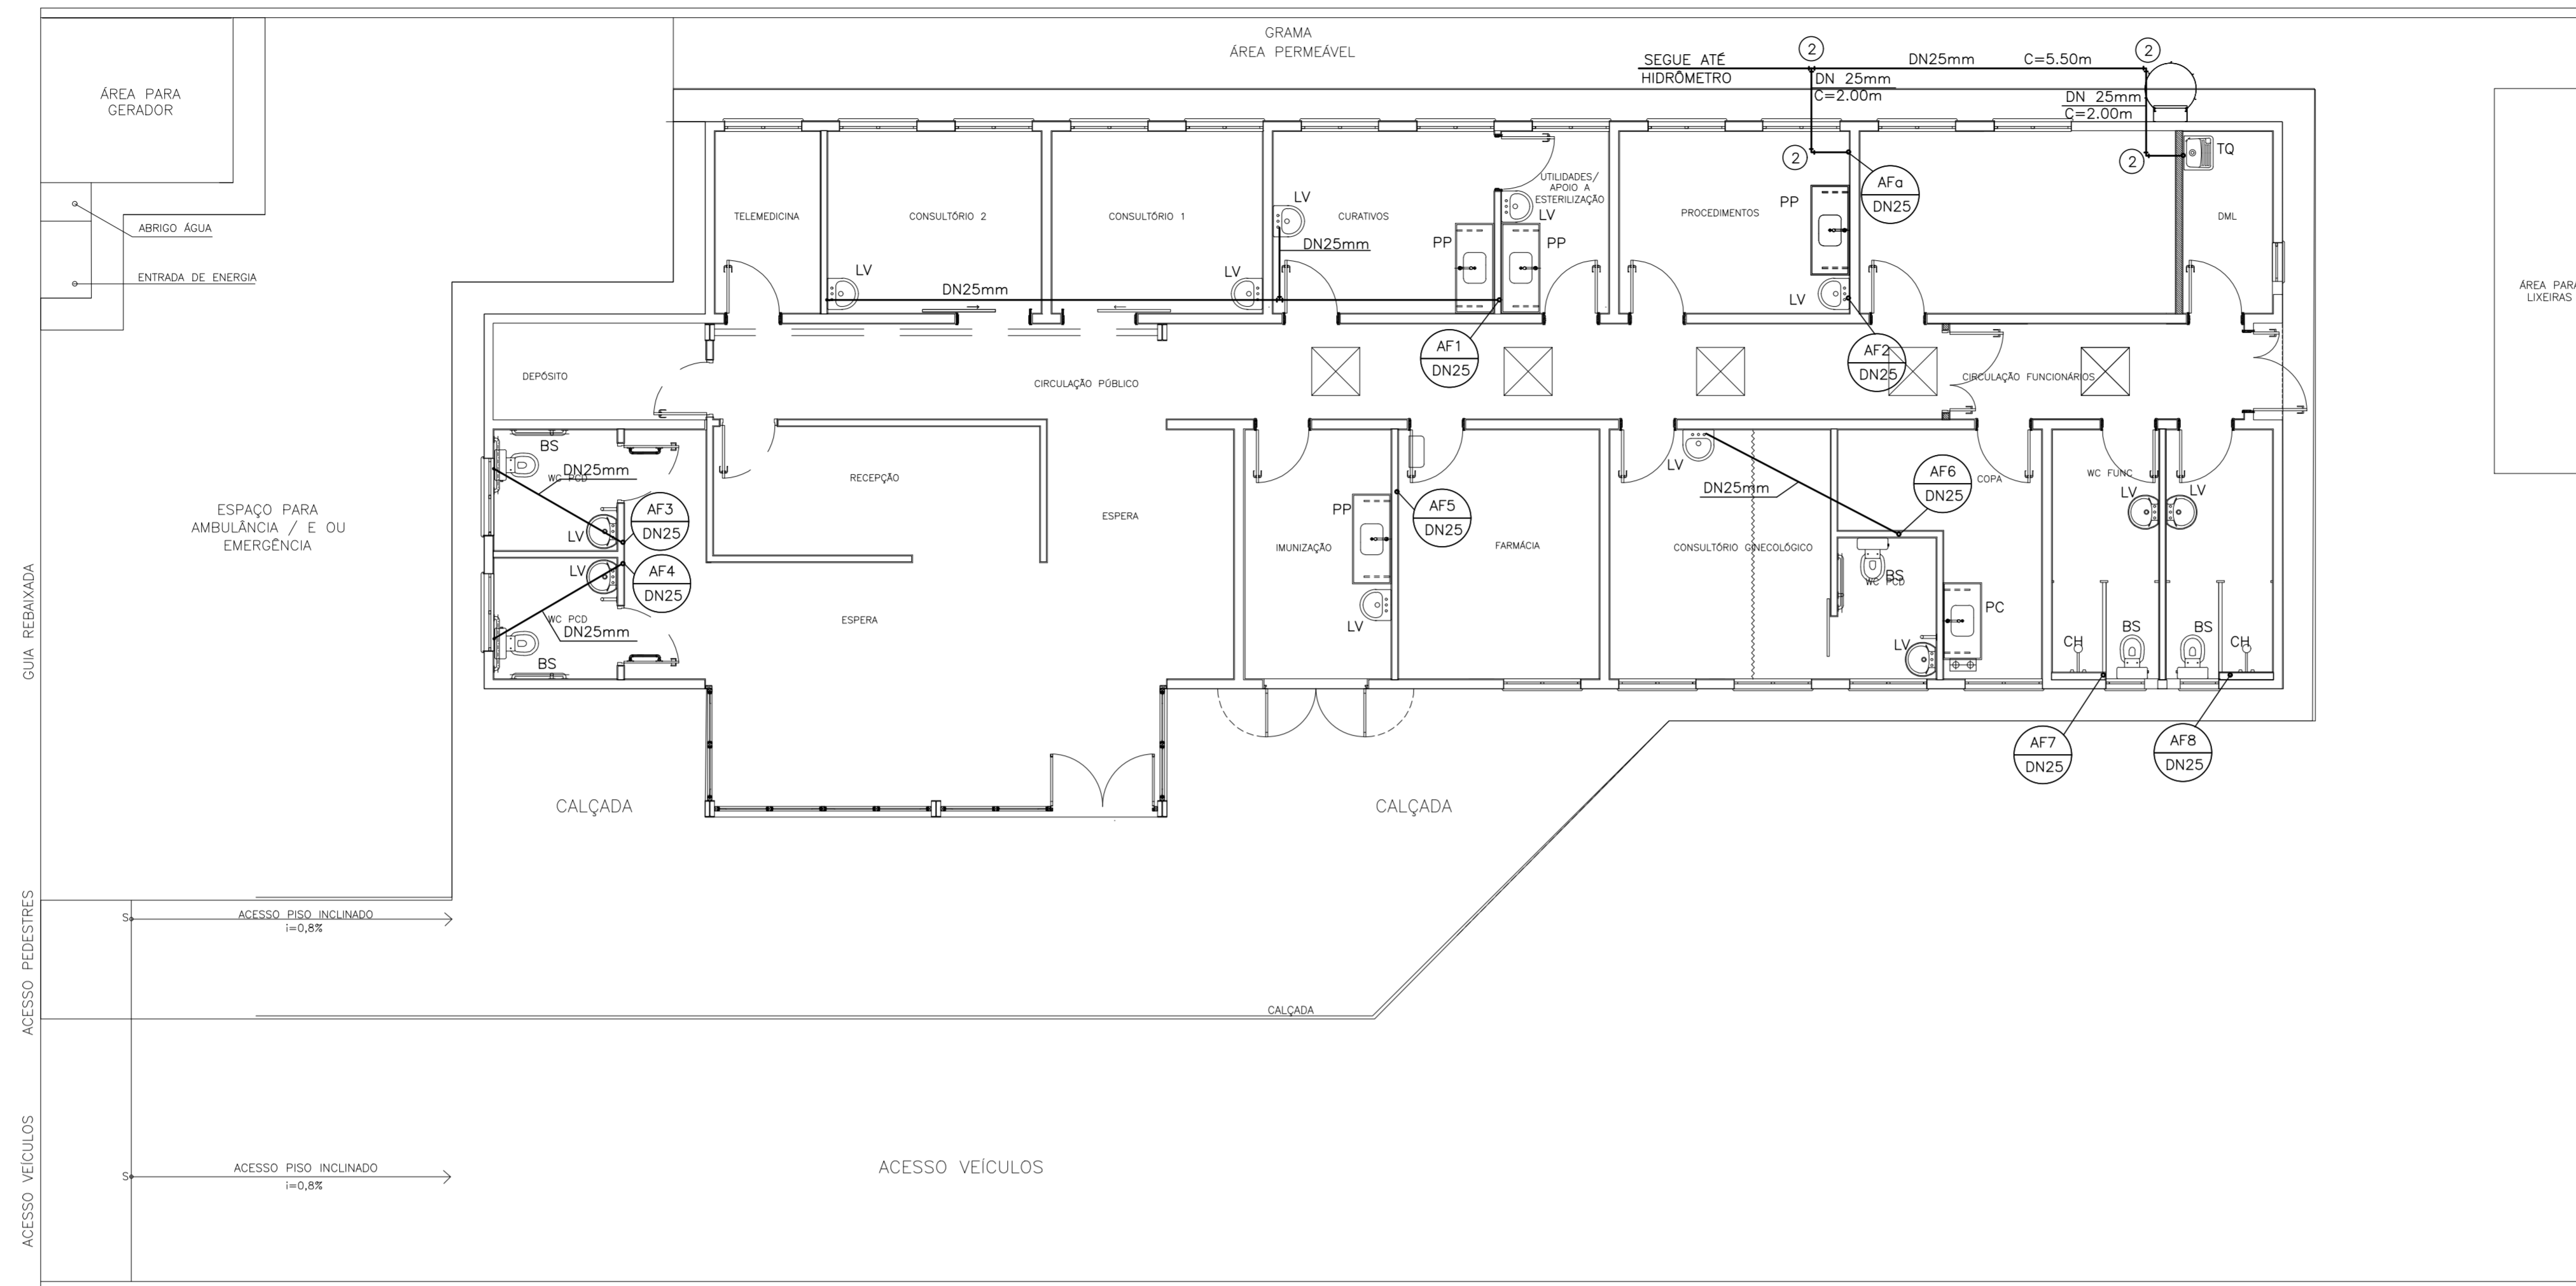 GRAMA
ÁREA PERMEÁVEL
SEGUE ATÉ
HIDRÔMETRO
2
DN25mm
C=5.50m
2
DN 25mm
C=2.00m
DN 25mm
C=2.00m
2
2
ÁREA PARA
GERADOR
ABRIGO ÁGUA
ENTRADA DE ENERGIA
TELEMEDICINA
CONSULTÓRIO 2
LV
CONSULTÓRIO 1
LV
LV
CURATIVOS
DN25mm
PP
DN25mm
UTILIDADES/
APOIO A
ESTERILIZAÇÃO
LV
PP
PROCEDIMENTOS
PP
LV
AFa
DN25
TQ
DML
ÁREA PARA
LIXEIRAS
AF1
DN25
AF2
DN25
DEPÓSITO
CIRCULAÇÃO PÚBLICO
CIRCULAÇÃO FUNCIONÁRIOS
BS
WC PCD
DN25mm
LV
AF3
DN25
LV
AF4
DN25
WC PCD
DN25mm
BS
RECEPÇÃO
ESPERA
ESPERA
IMUNIZAÇÃO
PP
LV
AF5
DN25
FARMÁCIA
LV
DN25mm
CONSULTÓRIO GINECOLÓGICO
AF6
DN25
COPA
BS
WC PCD
LV
PC
WC FUNC
LV
LV
CH
BS
BS
CH
AF7
DN25
AF8
DN25
ESPAÇO PARA
AMBULÂNCIA / E OU
EMERGÊNCIA
GUIA REBAIXADA
CALÇADA
CALÇADA
ACESSO PEDESTRES
S
ACESSO PISO INCLINADO
i=0,8%
CALÇADA
ACESSO VEÍCULOS
S
ACESSO PISO INCLINADO
i=0,8%
ACESSO VEÍCULOS